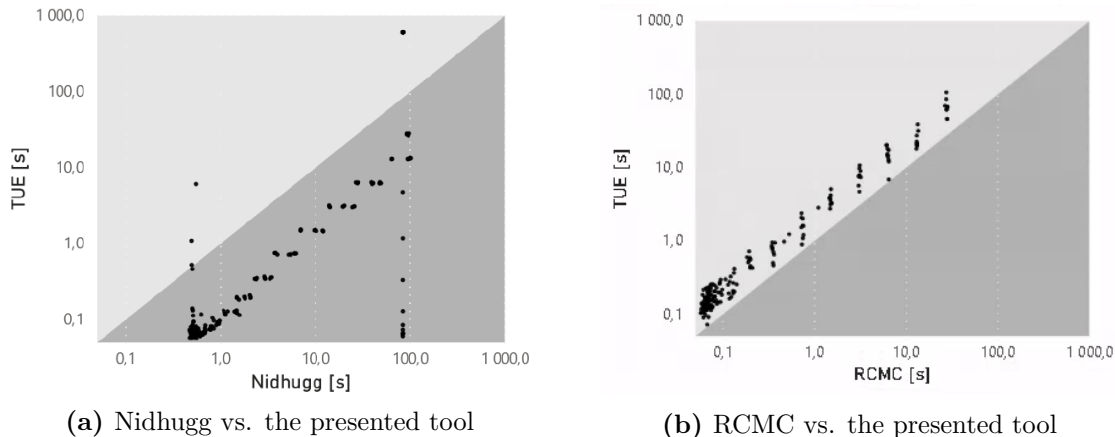 1 000,0
100,0
10,0
1,0
0,1
TUE [s]
0,1 1,0 10,0 100,0 1 000,0
Nidhugg [s]
(a) Nidhugg vs. the presented tool
1 000,0
100,0
10,0
1,0
0,1
TUE [s]
0,1 1,0 10,0 100,0 1 000,0
RCMC [s]
(b) RCMC vs. the presented tool